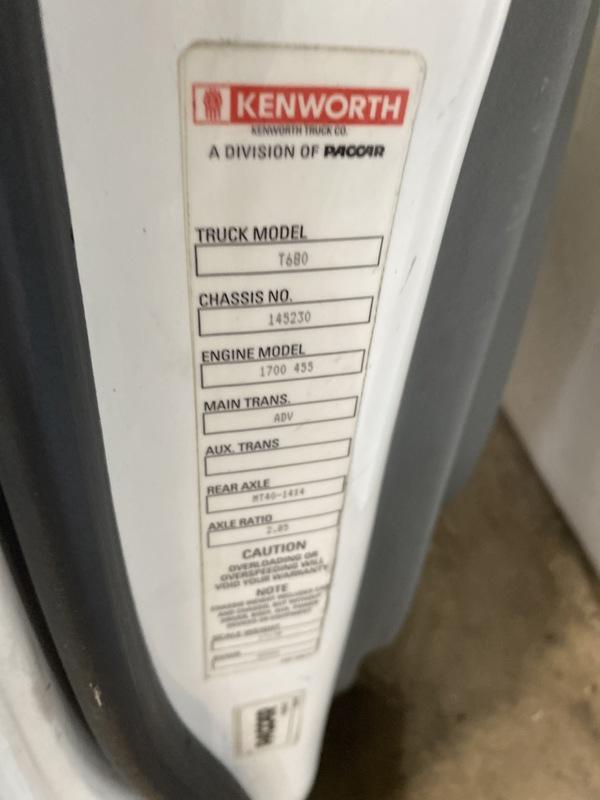 KENWORTH
KENWORTH TRUCK CO.
A DIVISION OF PACCAR
TRUCK MODEL
T680
CHASSIS NO.
145230
ENGINE MODEL
1700 455
MAIN TRANS.
ADV
AUX. TRANS
REAR AXLE
MT40-1414
AXLE RATIO
2.85
CAUTION
OVERLOADING OR
OVERSPEEDING WILL
VOID YOUR WARRANTY
NOTE
PACCAR